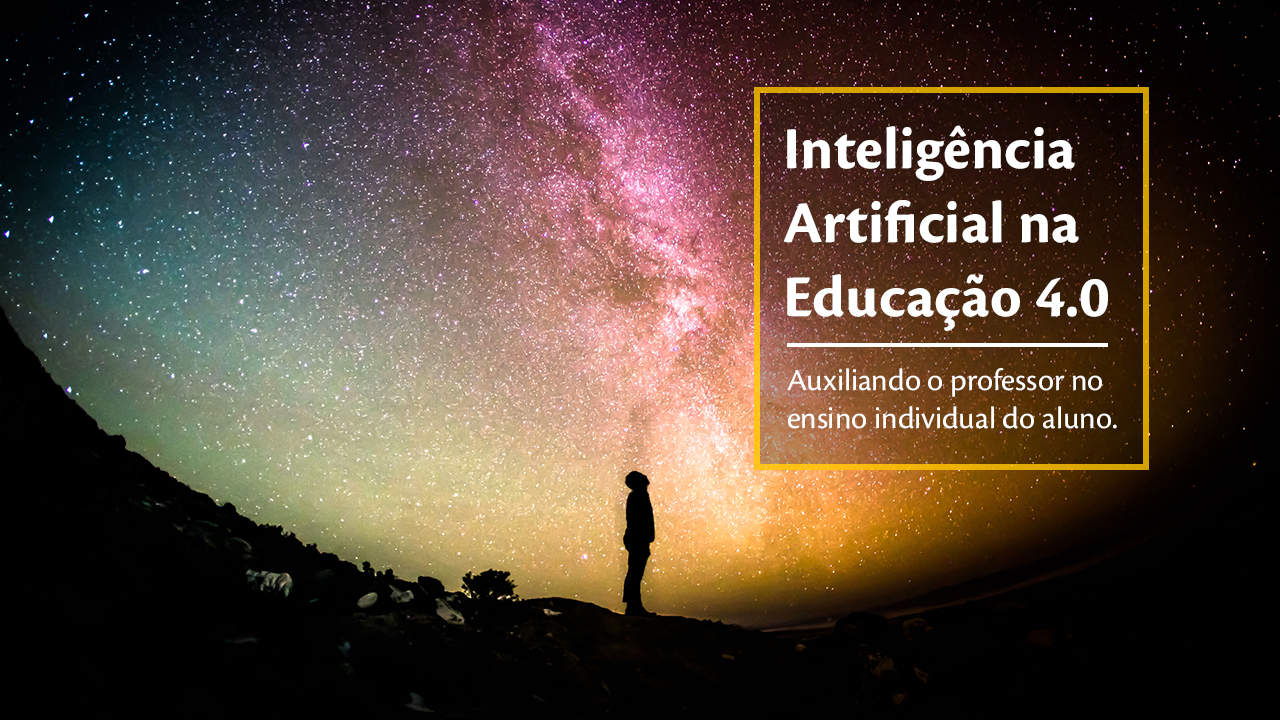 Inteligência
Artificial na
Educação 4.0
Auxiliando o professor no
ensino individual do aluno.